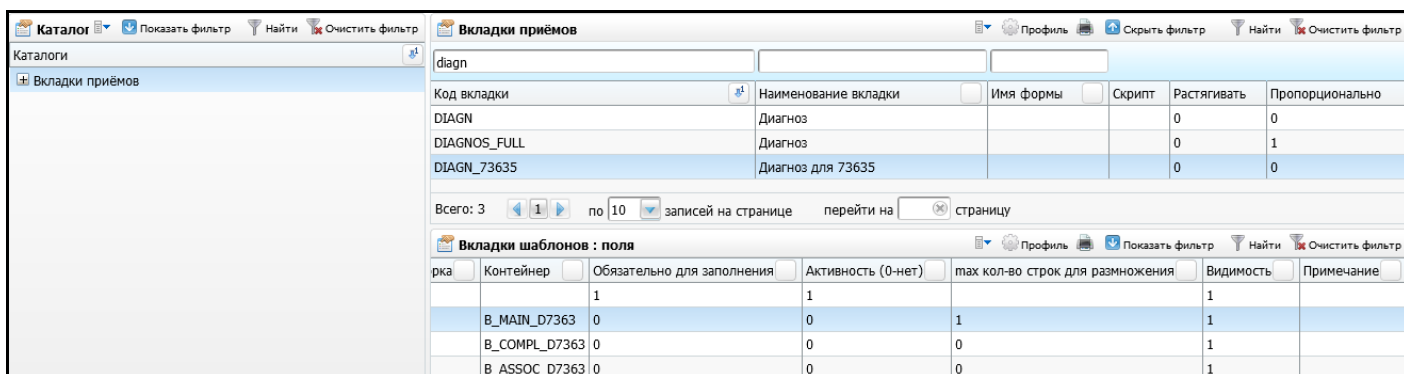 Каталог Показать фильтр Найти Очистить фильтр
Каталоги 1
Вкладки приёмов
Вкладки приёмов Профиль Скрыть фильтр Найти Очистить фильтр
diagn
Код вкладки 1 Наименование вкладки Имя формы Скрипт Растягивать Пропорционально
DIAGN Диагноз 0 0
DIAGNOS_FULL Диагноз 0 1
DIAGN_73635 Диагноз для 73635 0 0
Всего: 3 1 по 10 записей на странице перейти на страницу
Вкладки шаблонов : поля Профиль Показать фильтр Найти Очистить фильтр
рка Контейнер Обязательно для заполнения Активность (0-нет) max кол-во строк для размножения Видимость Примечание
1 1 1
B_MAIN_D7363 0 0 1 1
B_COMPL_D7363 0 0 0 1
B_ASSOC_D7363 0 0 0 1